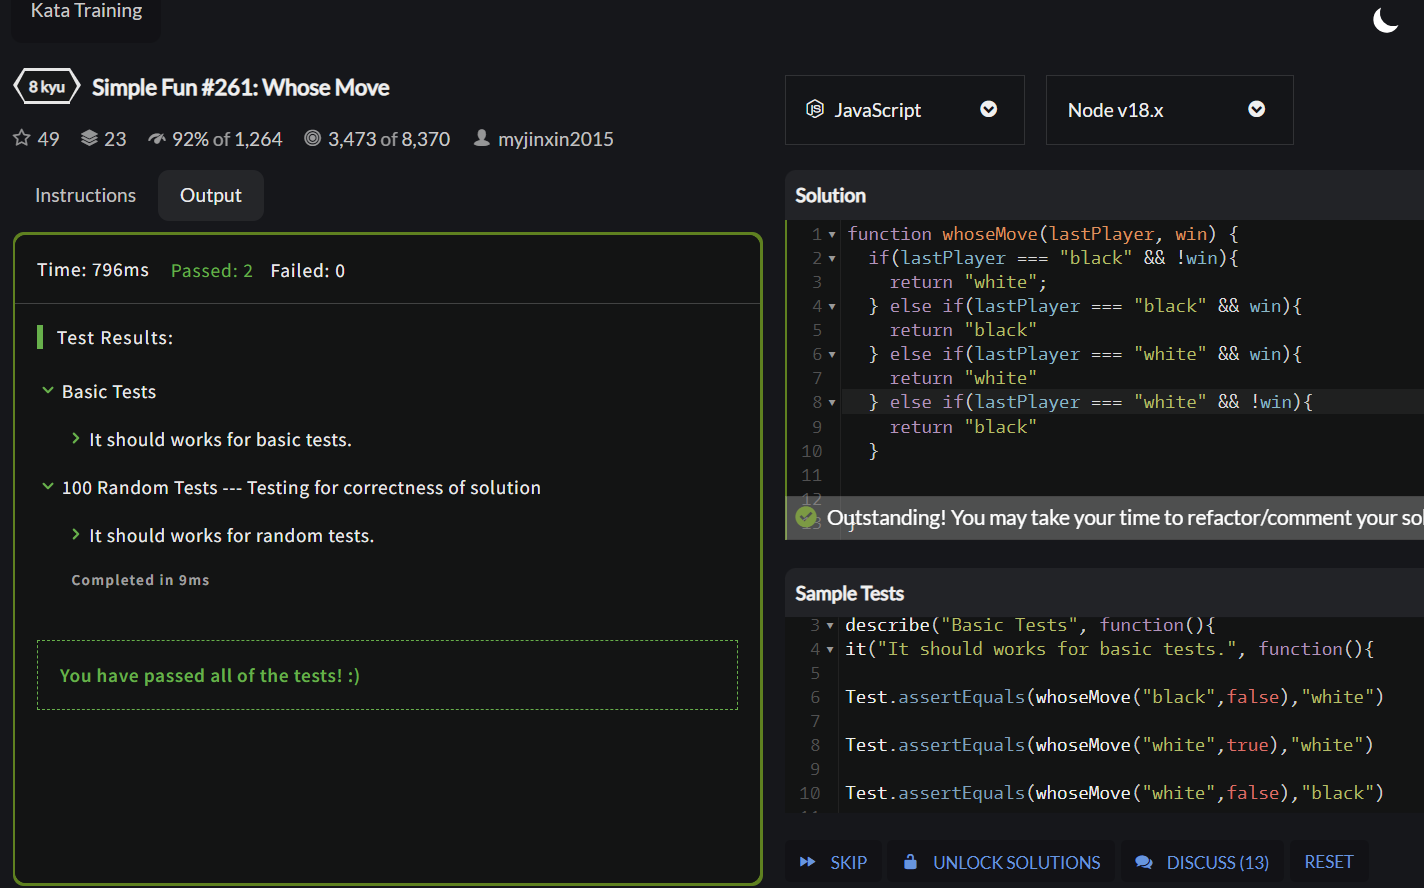 Kata Training
8 kyu Simple Fun #261: Whose Move
49 23 92% of 1,264 3,473 of 8,370 myjinxin2015
Instructions Output
Time: 796ms Passed: 2 Failed: 0
Test Results:
Basic Tests
It should works for basic tests.
100 Random Tests --- Testing for correctness of solution
It should works for random tests.
Completed in 9ms
You have passed all of the tests! :)
JS JavaScript Node v18.x
Solution
1 function whoseMove(lastPlayer, win) {
2 if(lastPlayer === "black" && !win){
3 return "white";
4 } else if(lastPlayer === "black" && win){
5 return "black"
6 } else if(lastPlayer === "white" && win){
7 return "white"
8 } else if(lastPlayer === "white" && !win){
9 return "black"
10 }
11
12
13 }
Outstanding! You may take your time to refactor/comment your sol
Sample Tests
3 describe("Basic Tests", function(){
4 it("It should works for basic tests.", function(){
5
6 Test.assertEquals(whoseMove("black",false),"white")
7
8 Test.assertEquals(whoseMove("white",true),"white")
9
10 Test.assertEquals(whoseMove("white",false),"black")
SKIP UNLOCK SOLUTIONS DISCUSS (13) RESET